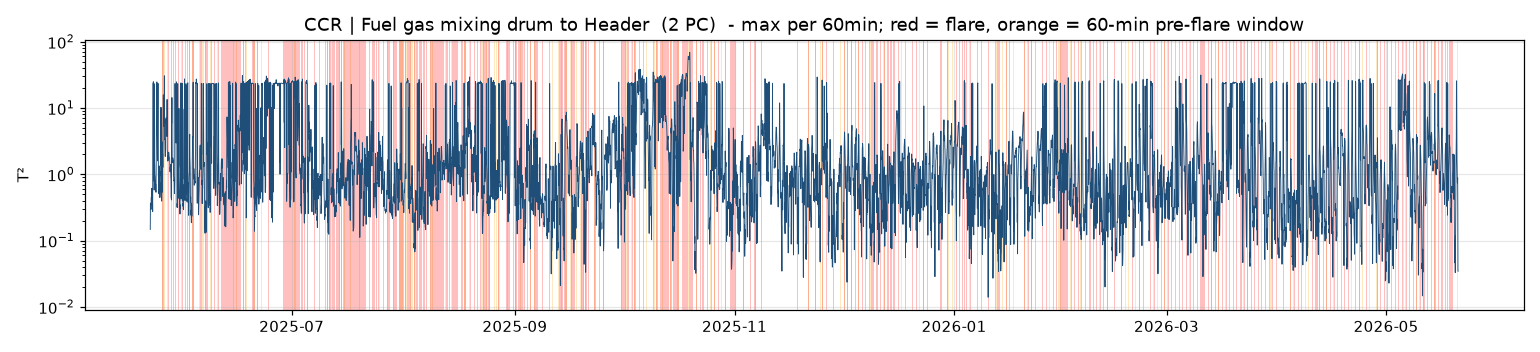 CCR | Fuel gas mixing drum to Header  (2 PC)  - max per 60min; red = flare, orange = 60-min pre-flare window
10²
10¹
10⁰
10⁻¹
10⁻²
T²
2025-07 2025-09 2025-11 2026-01 2026-03 2026-05